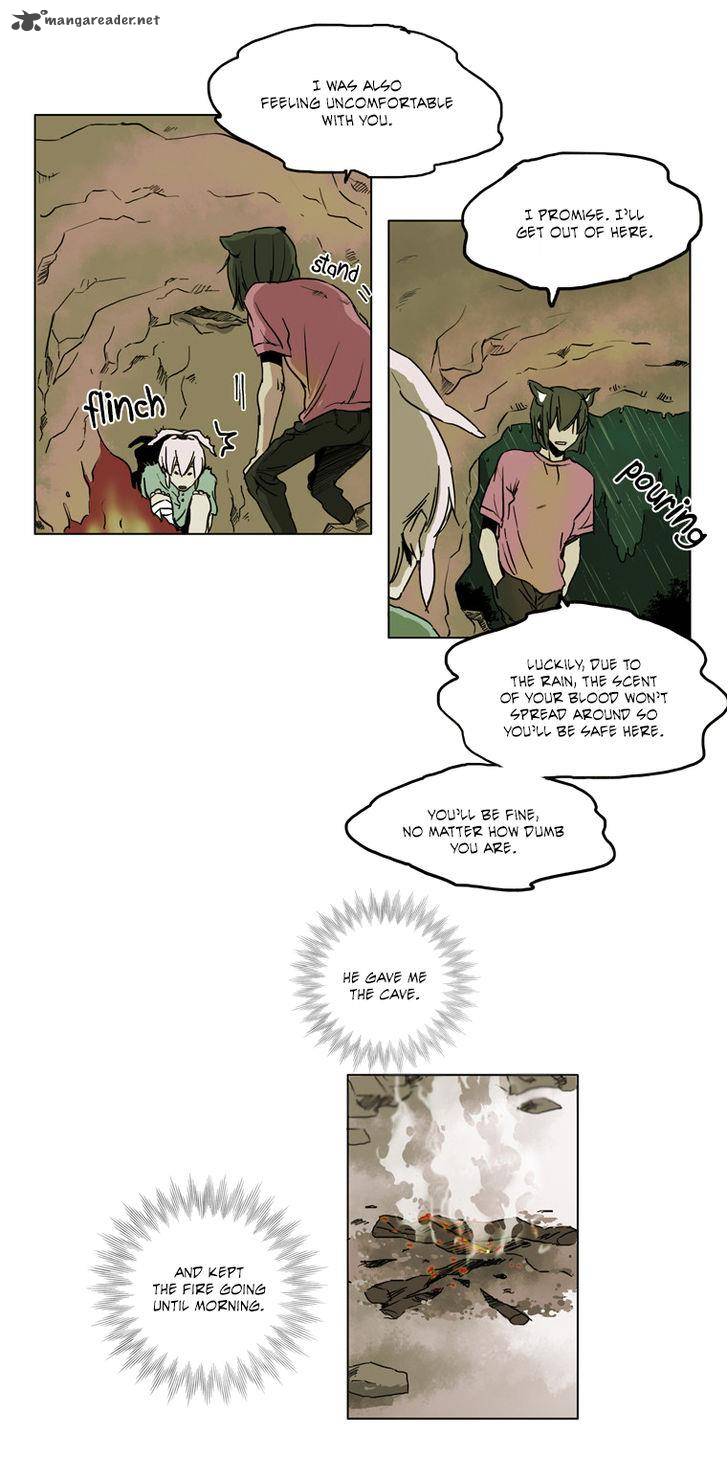 mangareader.net
I WAS ALSO
FEELING UNCOMFORTABLE
WITH YOU.
stand
flinch
I PROMISE. I'LL
GET OUT OF HERE.
pouring
LUCKILY, DUE TO
THE RAIN, THE SCENT
OF YOUR BLOOD WON'T
SPREAD AROUND SO
YOU'LL BE SAFE HERE.
YOU'LL BE FINE,
NO MATTER HOW DUMB
YOU ARE.
HE GAVE ME
THE CAVE.
AND KEPT
THE FIRE GOING
UNTIL MORNING.